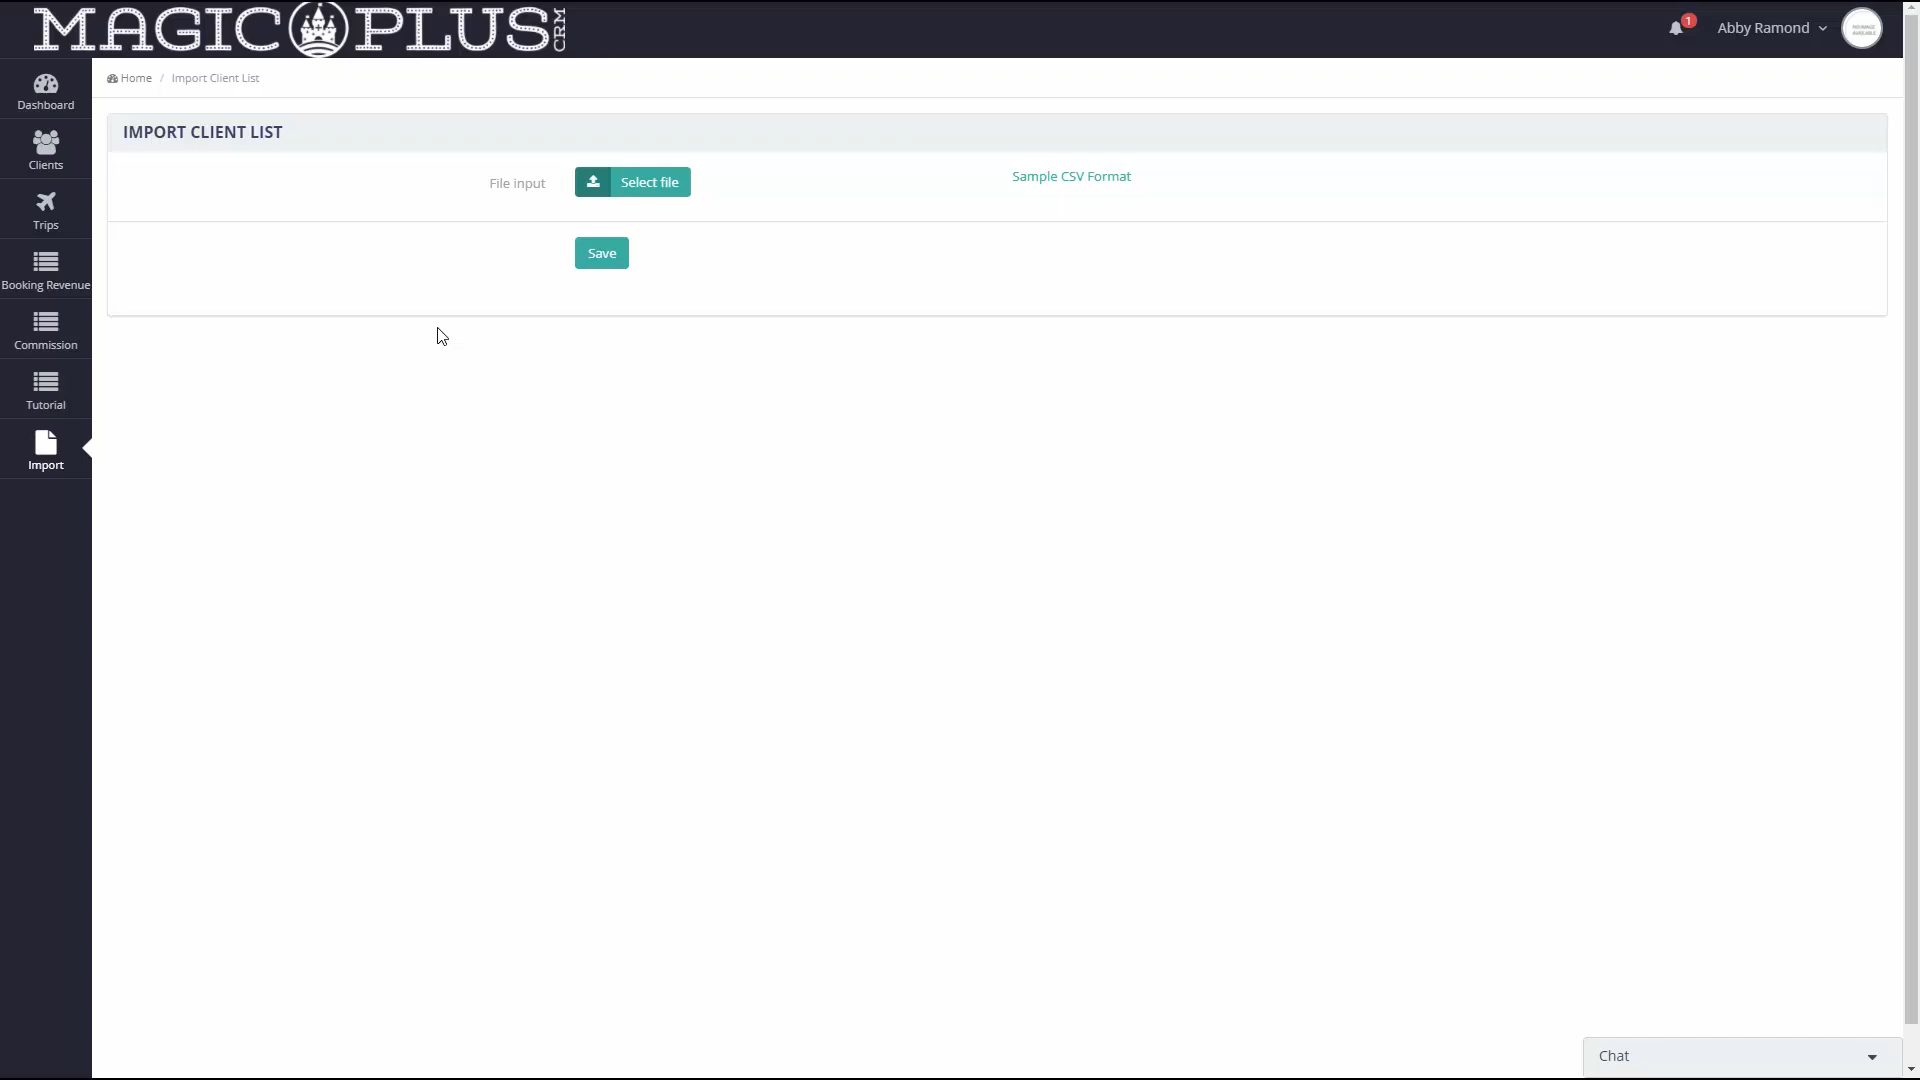 MAGIC PLUS CRM
1
Abby Ramond
Home / Import Client List
Dashboard
Clients
Trips
Booking Revenue
Commission
Tutorial
Import
IMPORT CLIENT LIST
File input
Select file
Sample CSV Format
Save
Chat